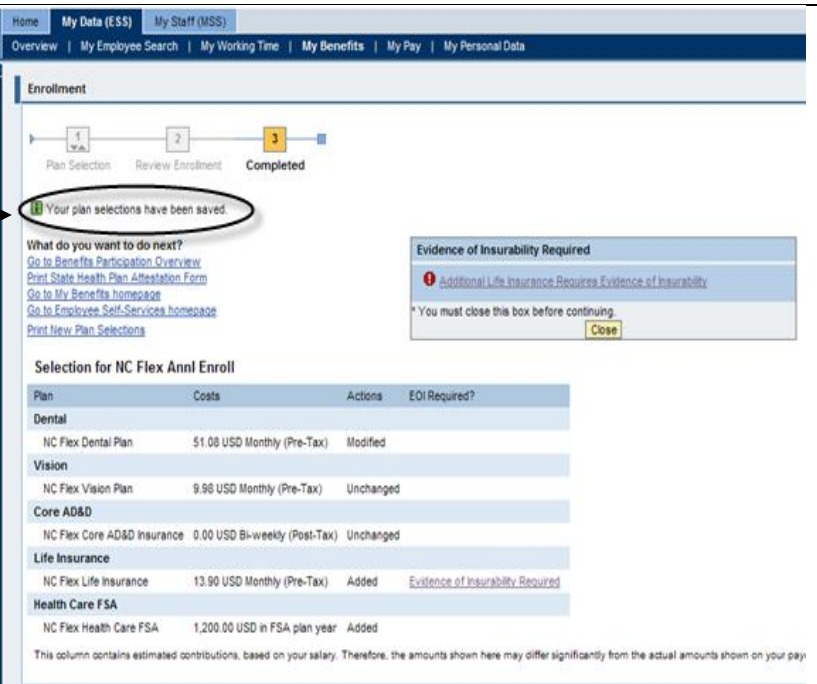 Home My Data (ESS) My Staff (MSS)
Overview | My Employee Search | My Working Time | My Benefits | My Pay | My Personal Data
Enrollment
1 2 3
Plan Selection Review Enrollment Completed
Your plan selections have been saved.
What do you want to do next?
Go to Benefits Participation Overview
Print State Health Plan Attestation Form
Go to My Benefits homepage
Go to Employee Self-Services homepage
Print New Plan Selections
Evidence of Insurability Required
Additional Life Insurance Requires Evidence of Insurability
* You must close this box before continuing.
Close
Selection for NC Flex Annl Enroll
Plan Costs Actions EOI Required?
Dental
NC Flex Dental Plan 51.08 USD Monthly (Pre-Tax) Modified
Vision
NC Flex Vision Plan 9.98 USD Monthly (Pre-Tax) Unchanged
Core AD&D
NC Flex Core AD&D Insurance 0.00 USD Bi-weekly (Post-Tax) Unchanged
Life Insurance
NC Flex Life Insurance 13.90 USD Monthly (Pre-Tax) Added Evidence of Insurability Required
Health Care FSA
NC Flex Health Care FSA 1,200.00 USD in FSA plan year Added
This column contains estimated contributions, based on your salary. Therefore, the amounts shown here may differ significantly from the actual amounts shown on your pay